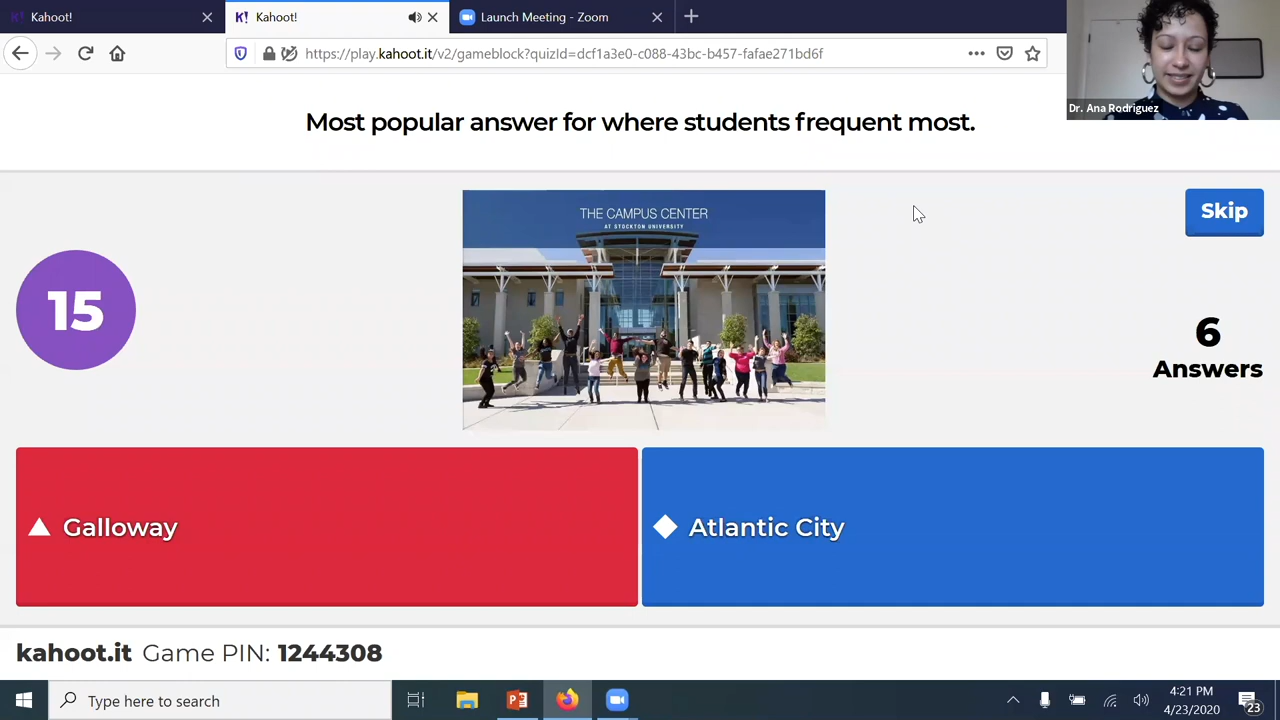 K! Kahoot!
K! Kahoot!
Launch Meeting - Zoom
https://play.kahoot.it/v2/gameblock?quizId=dcf1a3e0-c088-43bc-b457-fafae271bd6f
Dr. Ana Rodriguez
Most popular answer for where students frequent most.
Skip
THE CAMPUS CENTER
AT STOCKTON UNIVERSITY
15
6
Answers
Galloway
Atlantic City
kahoot.it Game PIN: 1244308
Type here to search
4:21 PM
4/23/2020
23